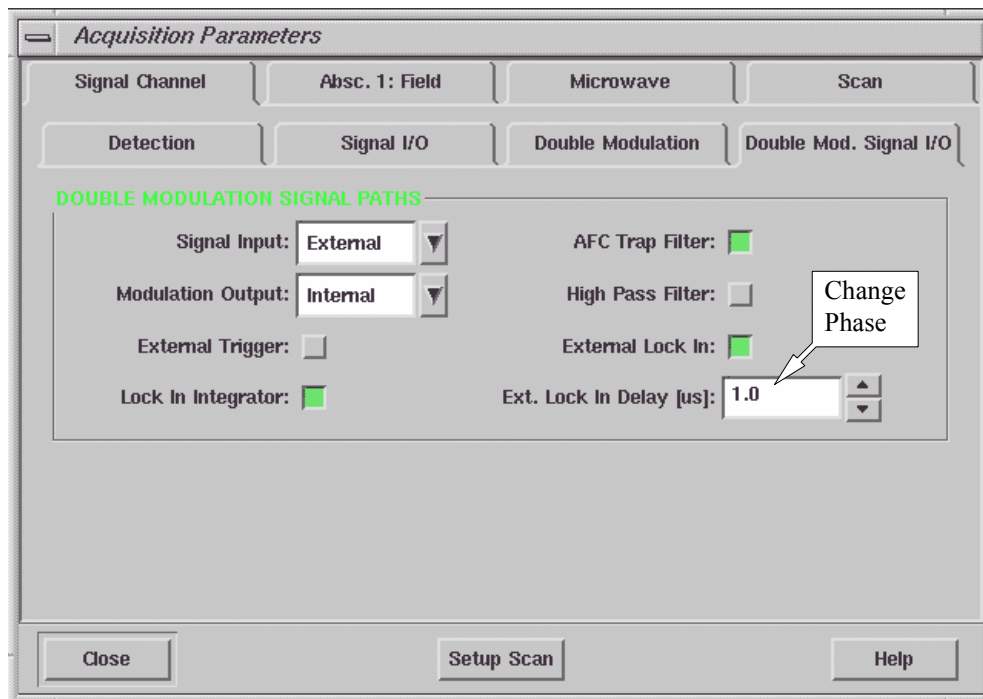 Acquisition Parameters
Signal Channel
Absc. 1: Field
Microwave
Scan
Detection
Signal I/O
Double Modulation
Double Mod. Signal I/O
DOUBLE MODULATION SIGNAL PATHS
Signal Input: External
AFC Trap Filter:
Modulation Output: Internal
High Pass Filter:
Change
Phase
External Trigger:
External Lock In:
Lock In Integrator:
Ext. Lock In Delay [us]: 1.0
Close
Setup Scan
Help